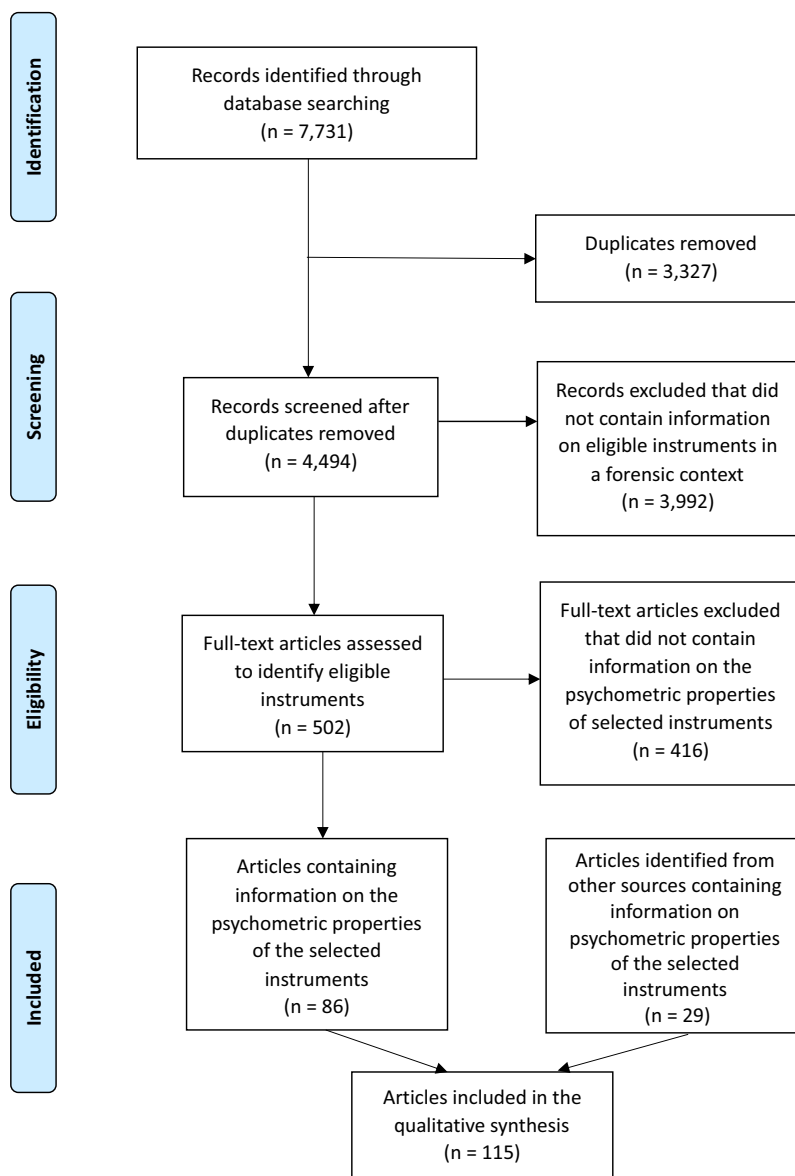 Identification
Records identified through
database searching
(n = 7,731)
Duplicates removed
(n = 3,327)
Screening
Records screened after
duplicates removed
(n = 4,494)
Records excluded that did
not contain information
on eligible instruments in
a forensic context
(n = 3,992)
Eligibility
Full-text articles assessed
to identify eligible
instruments
(n = 502)
Full-text articles excluded
that did not contain
information on the
psychometric properties
of selected instruments
(n = 416)
Included
Articles containing
information on the
psychometric properties
of the selected
instruments
(n = 86)
Articles identified from
other sources containing
information on
psychometric properties
of the selected
instruments
(n = 29)
Articles included in the
qualitative synthesis
(n = 115)